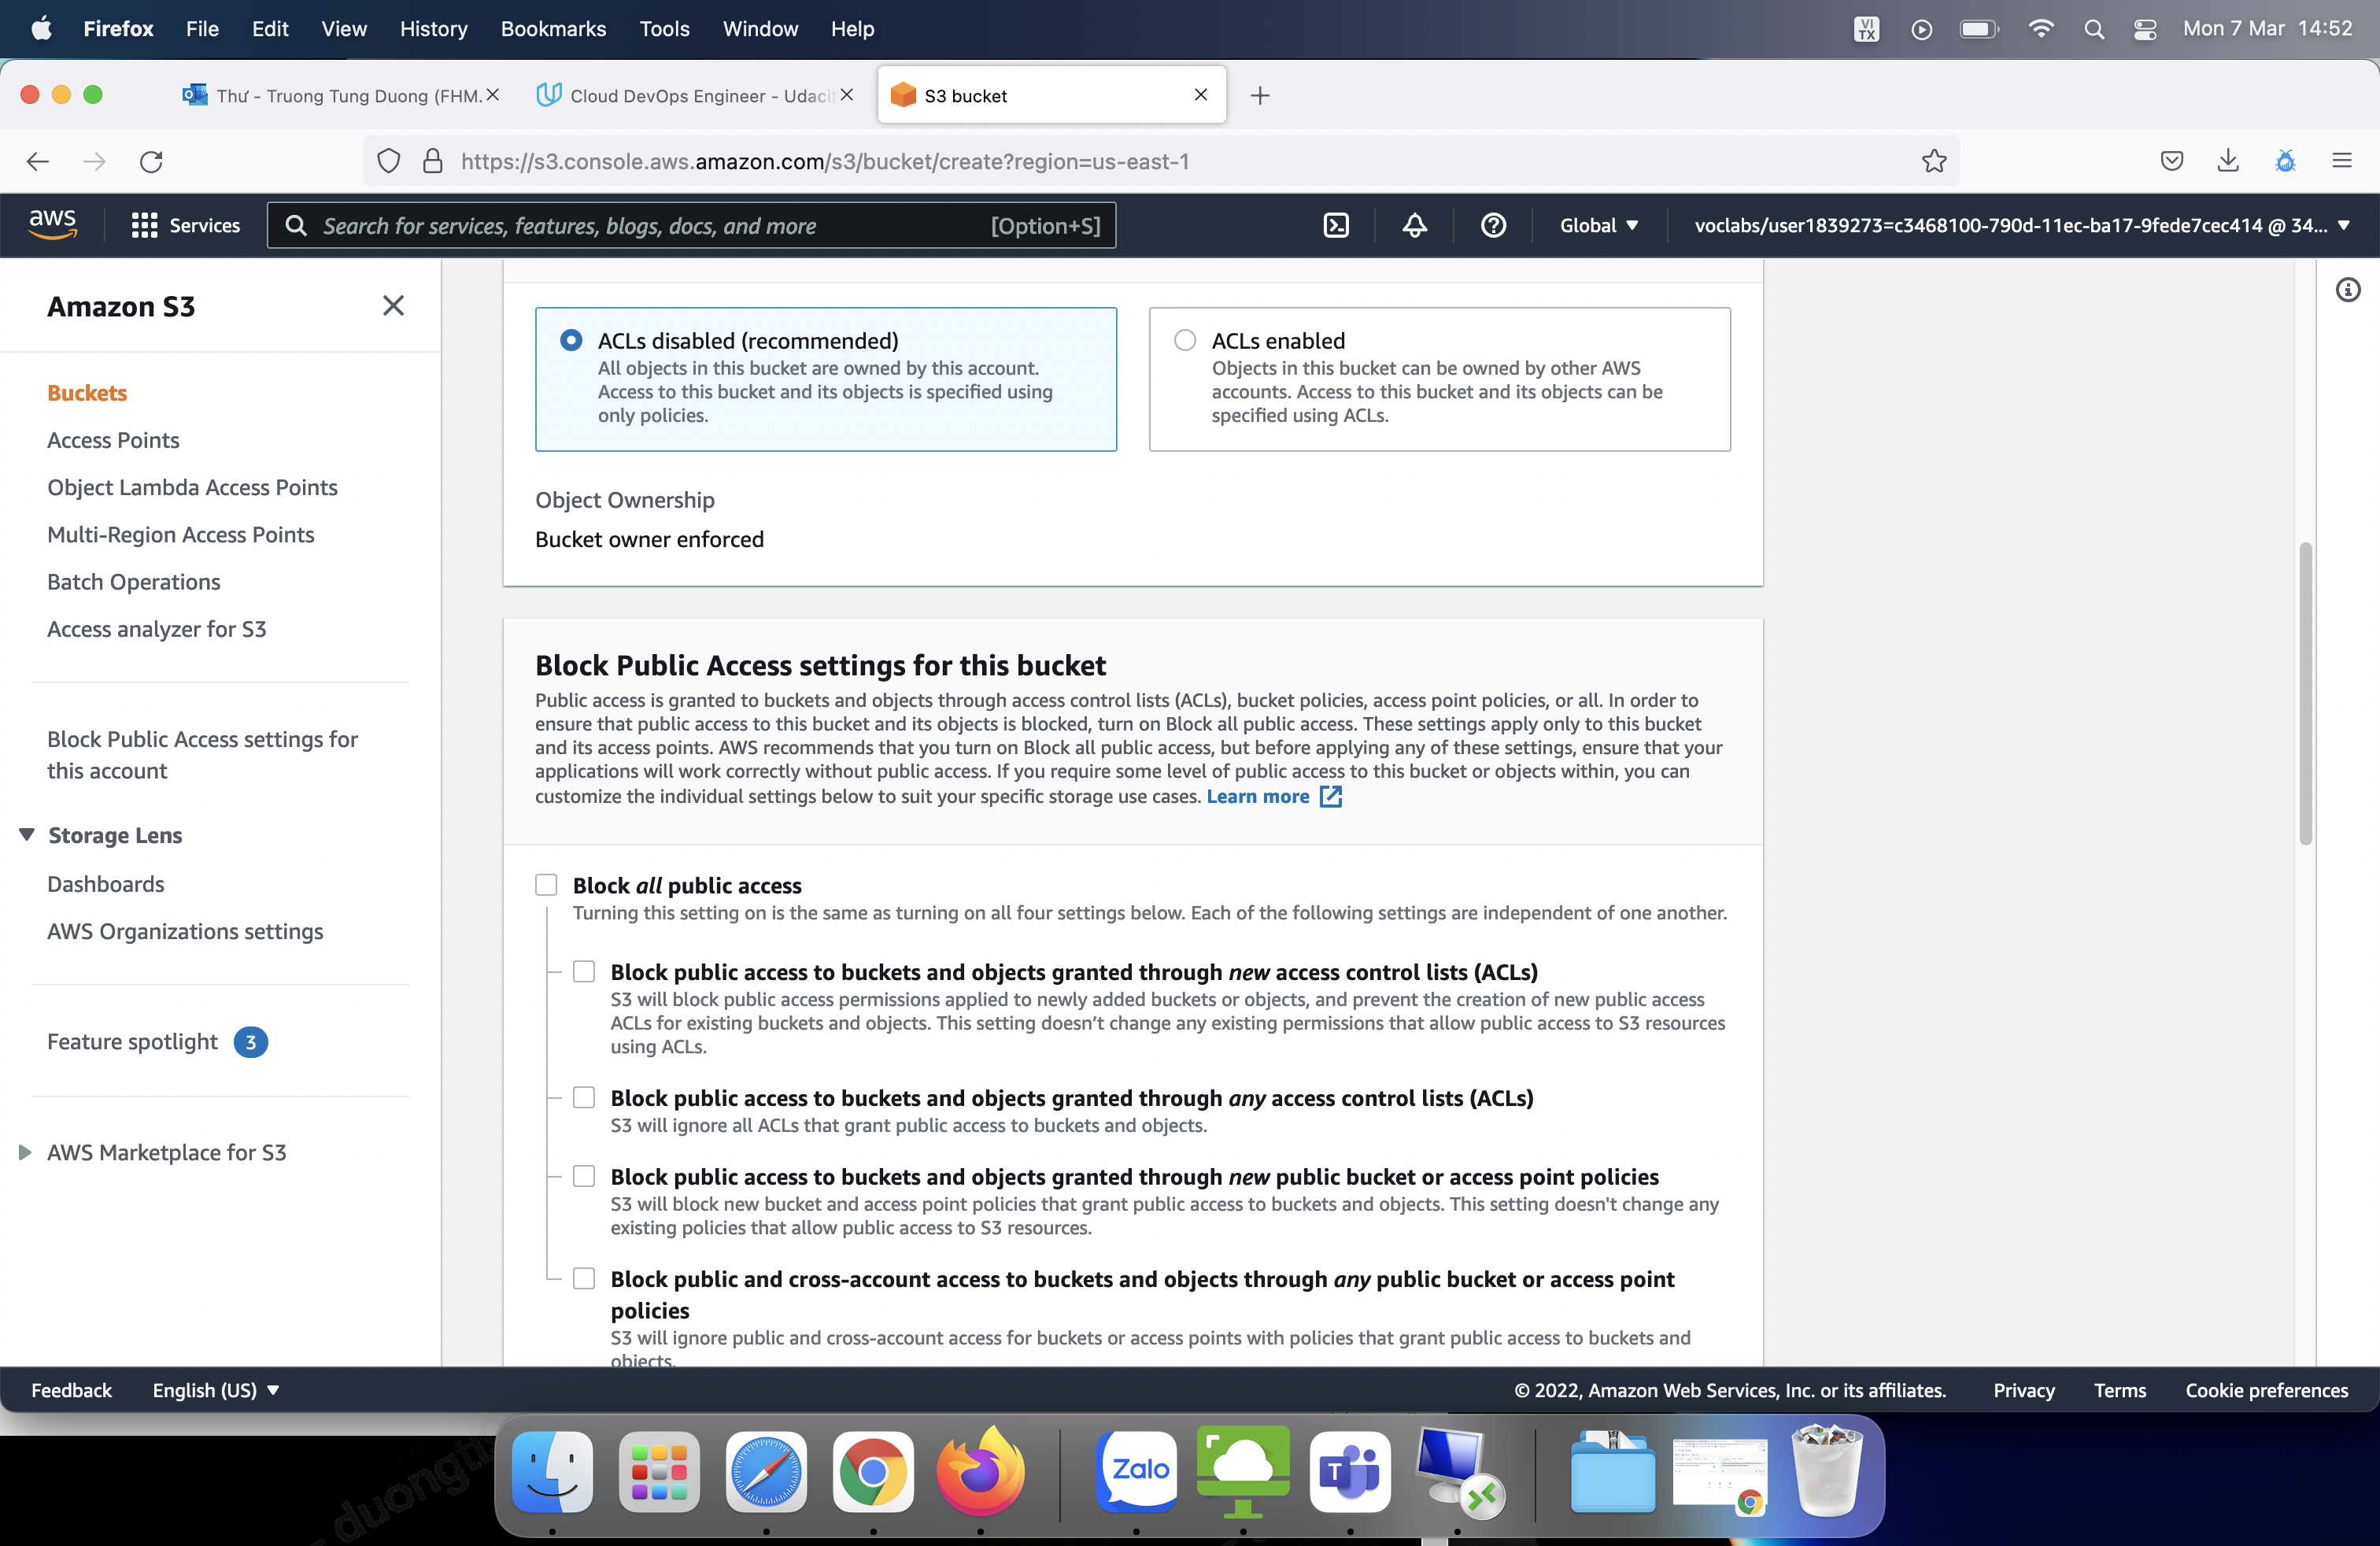 Firefox File Edit View History Bookmarks Tools Window Help
VI
TX
Mon 7 Mar 14:52
Thư - Truong Tung Duong (FHM.
Cloud DevOps Engineer - Udacit
S3 bucket
https://s3.console.aws.amazon.com/s3/bucket/create?region=us-east-1
aws
Services
Search for services, features, blogs, docs, and more [Option+S]
Global
voclabs/user1839273=c3468100-790d-11ec-ba17-9fede7cec414 @ 34...
Amazon S3
Buckets
Access Points
Object Lambda Access Points
Multi-Region Access Points
Batch Operations
Access analyzer for S3
Block Public Access settings for
this account
Storage Lens
Dashboards
AWS Organizations settings
Feature spotlight 3
AWS Marketplace for S3
ACLs disabled (recommended)
All objects in this bucket are owned by this account.
Access to this bucket and its objects is specified using
only policies.
ACLs enabled
Objects in this bucket can be owned by other AWS
accounts. Access to this bucket and its objects can be
specified using ACLs.
Object Ownership
Bucket owner enforced
Block Public Access settings for this bucket
Public access is granted to buckets and objects through access control lists (ACLs), bucket policies, access point policies, or all. In order to
ensure that public access to this bucket and its objects is blocked, turn on Block all public access. These settings apply only to this bucket
and its access points. AWS recommends that you turn on Block all public access, but before applying any of these settings, ensure that your
applications will work correctly without public access. If you require some level of public access to this bucket or objects within, you can
customize the individual settings below to suit your specific storage use cases. Learn more
Block all public access
Turning this setting on is the same as turning on all four settings below. Each of the following settings are independent of one another.
Block public access to buckets and objects granted through new access control lists (ACLs)
S3 will block public access permissions applied to newly added buckets or objects, and prevent the creation of new public access
ACLs for existing buckets and objects. This setting doesn’t change any existing permissions that allow public access to S3 resources
using ACLs.
Block public access to buckets and objects granted through any access control lists (ACLs)
S3 will ignore all ACLs that grant public access to buckets and objects.
Block public access to buckets and objects granted through new public bucket or access point policies
S3 will block new bucket and access point policies that grant public access to buckets and objects. This setting doesn't change any
existing policies that allow public access to S3 resources.
Block public and cross-account access to buckets and objects through any public bucket or access point
policies
S3 will ignore public and cross-account access for buckets or access points with policies that grant public access to buckets and
objects.
Feedback English (US)
© 2022, Amazon Web Services, Inc. or its affiliates. Privacy Terms Cookie preferences
Zalo
T